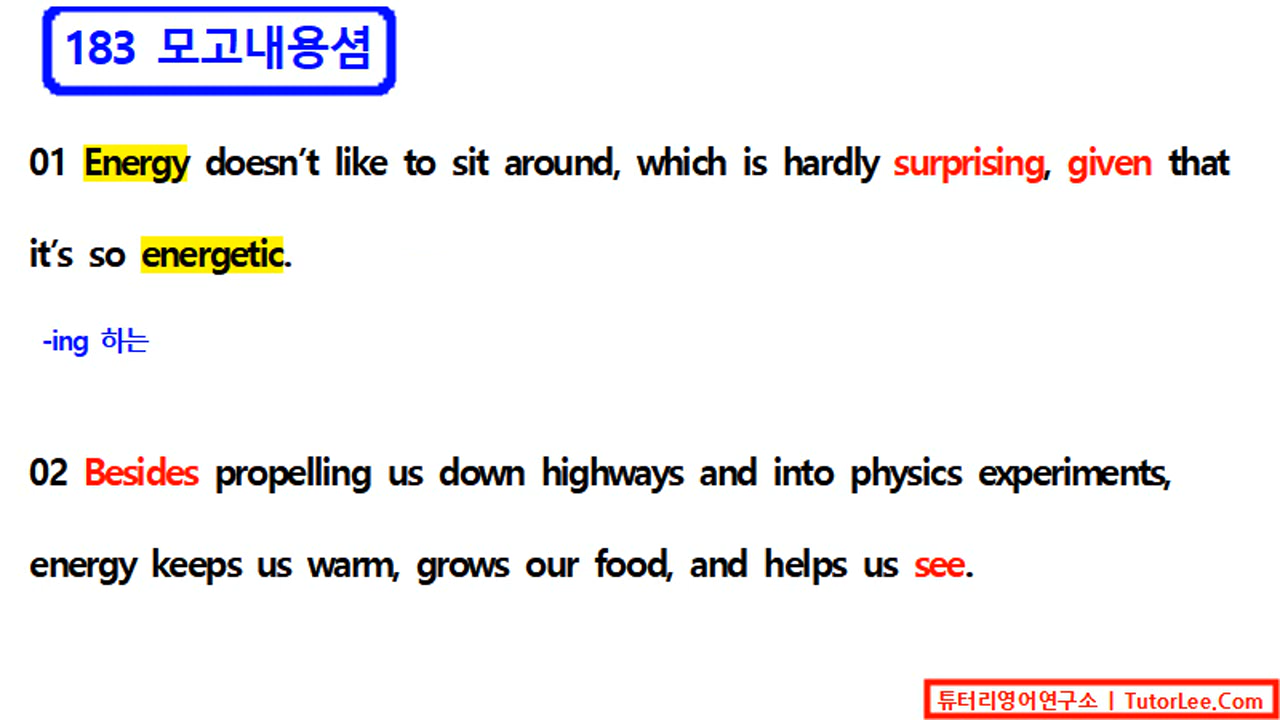 183 모고내용셤
01 Energy doesn’t like to sit around, which is hardly surprising, given that
it’s so energetic.
-ing 하는
02 Besides propelling us down highways and into physics experiments,
energy keeps us warm, grows our food, and helps us see.
튜터리영어연구소 | TutorLee.Com